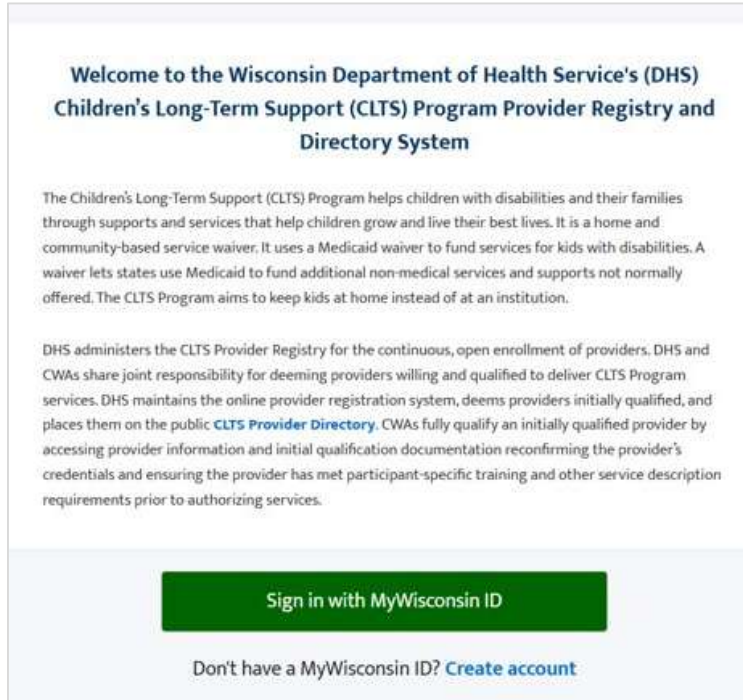 Welcome to the Wisconsin Department of Health Service's (DHS)
Children’s Long-Term Support (CLTS) Program Provider Registry and
Directory System
The Children’s Long-Term Support (CLTS) Program helps children with disabilities and their families
through supports and services that help children grow and live their best lives. It is a home and
community-based service waiver. It uses a Medicaid waiver to fund services for kids with disabilities. A
waiver lets states use Medicaid to fund additional non-medical services and supports not normally
offered. The CLTS Program aims to keep kids at home instead of at an institution.
DHS administers the CLTS Provider Registry for the continuous, open enrollment of providers. DHS and
CWAs share joint responsibility for deeming providers willing and qualified to deliver CLTS Program
services. DHS maintains the online provider registration system, deems providers initially qualified, and
places them on the public CLTS Provider Directory. CWAs fully qualify an initially qualified provider by
accessing provider information and initial qualification documentation reconfirming the provider’s
credentials and ensuring the provider has met participant-specific training and other service description
requirements prior to authorizing services.
Sign in with MyWisconsin ID
Don't have a MyWisconsin ID? Create account